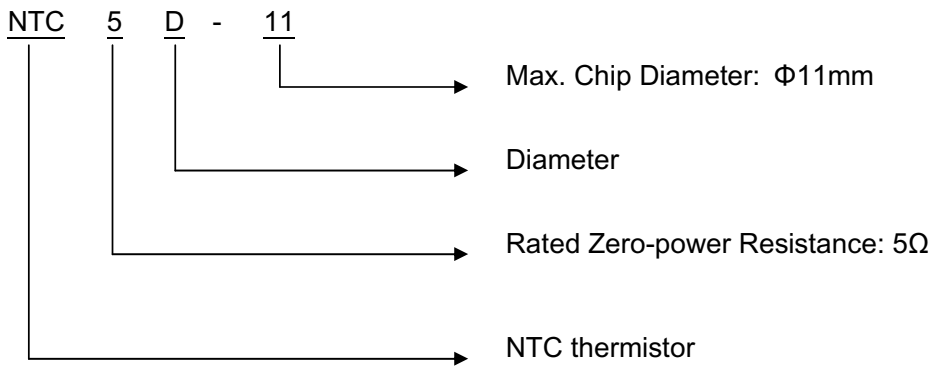 NTC 5 D - 11
Max. Chip Diameter: Φ11mm
Diameter
Rated Zero-power Resistance: 5Ω
NTC thermistor